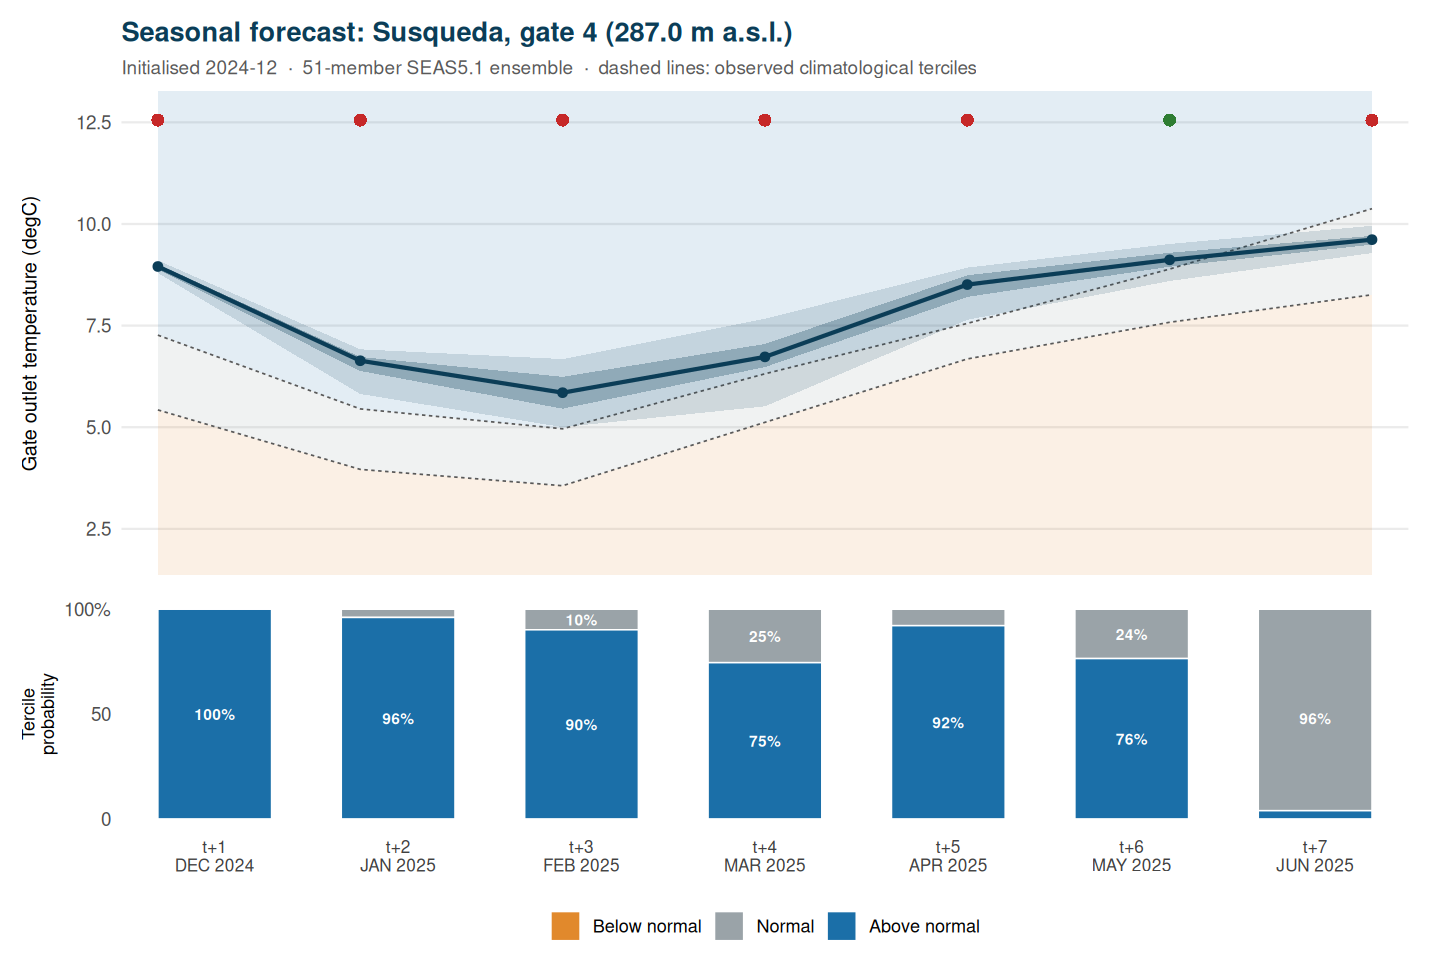 Seasonal forecast: Susqueda, gate 4 (287.0 m a.s.l.)
Initialised 2024-12 · 51-member SEAS5.1 ensemble · dashed lines: observed climatological terciles
Gate outlet temperature (degC)
12.5
10.0
7.5
5.0
2.5
Tercile
probability
100%
50
0
100%
96%
10%
90%
25%
75%
92%
24%
76%
96%
t+1
DEC 2024
t+2
JAN 2025
t+3
FEB 2025
t+4
MAR 2025
t+5
APR 2025
t+6
MAY 2025
t+7
JUN 2025
Below normal
Normal
Above normal